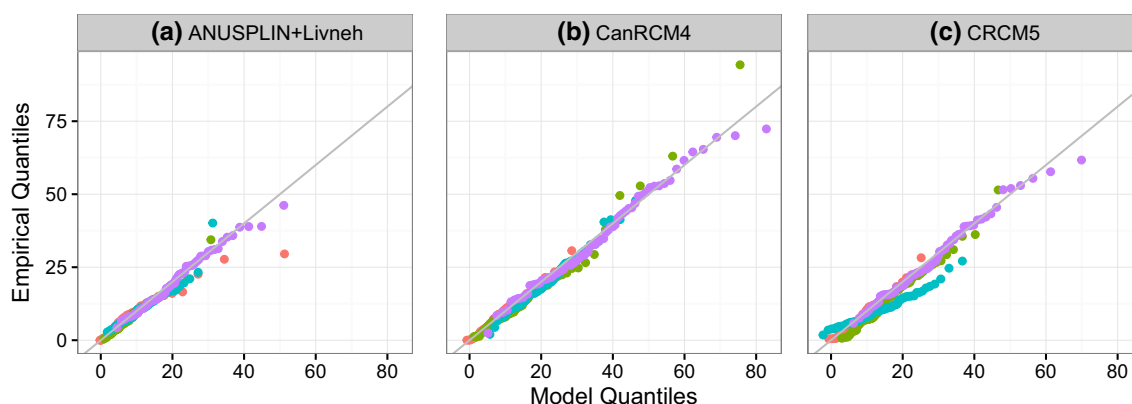 (a) ANUSPLIN+Livneh
(b) CanRCM4
(c) CRCM5
Empirical Quantiles
75
50
25
0
0 20 40 60 80
0 20 40 60 80
0 20 40 60 80
Model Quantiles